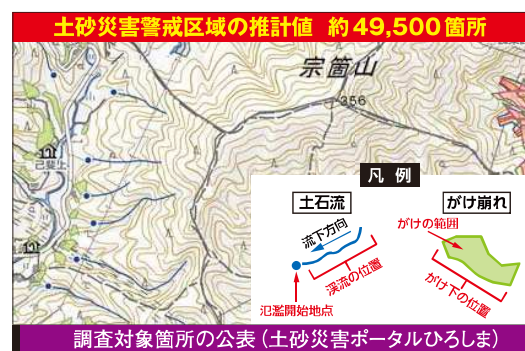 土砂災害警戒区域の推計値 約49,500箇所
宗箇山
356
己斐上
凡 例
土石流
流下方向
渓流の位置
氾濫開始地点
がけ崩れ
がけの範囲
がけ下の位置
調査対象箇所の公表(土砂災害ポータルひろしま)